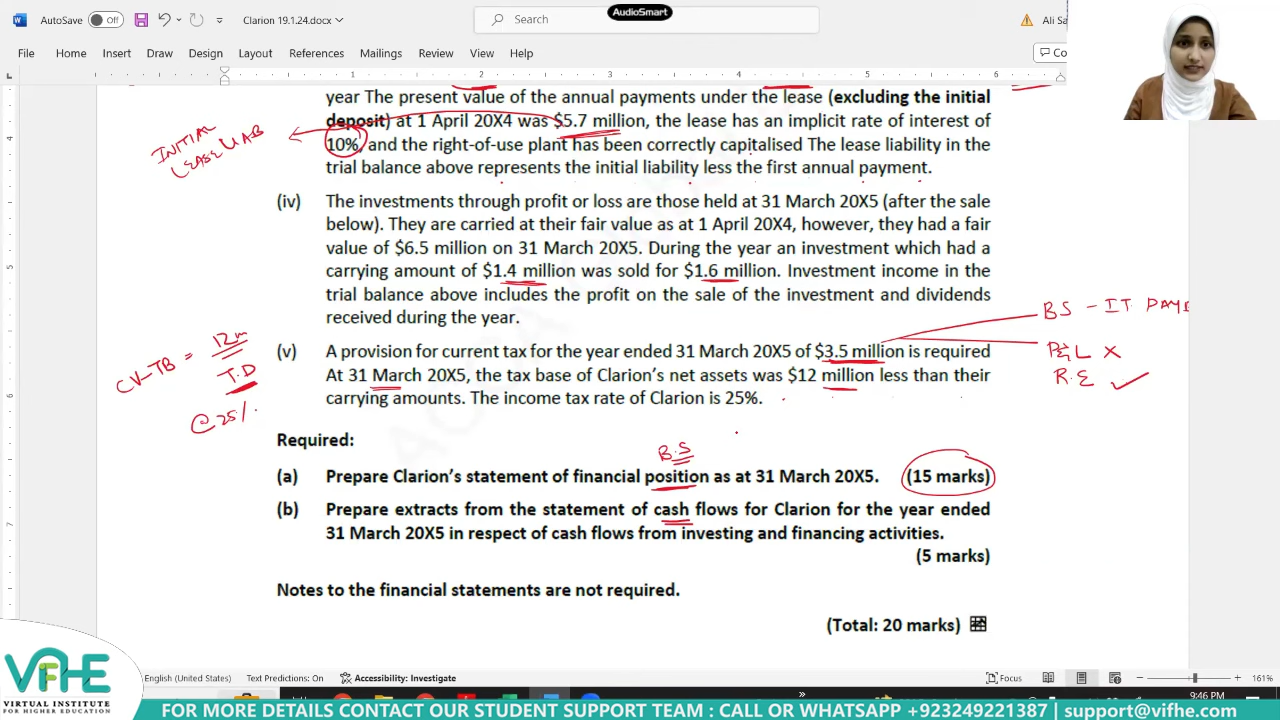 AudioSmart
AutoSave Off Clarion 19.1.24.docx Search Ali Sa
File Home Insert Draw Design Layout References Mailings Review View Help Co
1 2 3 4 5 6
year The present value of the annual payments under the lease (excluding the initial
deposit) at 1 April 20X4 was $5.7 million, the lease has an implicit rate of interest of
10%, and the right-of-use plant has been correctly capitalised The lease liability in the
trial balance above represents the initial liability less the first annual payment.
INITIAL
LEASE LIAB
(iv) The investments through profit or loss are those held at 31 March 20X5 (after the sale
below). They are carried at their fair value as at 1 April 20X4, however, they had a fair
value of $6.5 million on 31 March 20X5. During the year an investment which had a
carrying amount of $1.4 million was sold for $1.6 million. Investment income in the
trial balance above includes the profit on the sale of the investment and dividends
received during the year.
BS - IT PAYE
P&L X
R.E ✓
(v) A provision for current tax for the year ended 31 March 20X5 of $3.5 million is required
At 31 March 20X5, the tax base of Clarion's net assets was $12 million less than their
carrying amounts. The income tax rate of Clarion is 25%.
CV-TB = 12m
T.D
@25%
Required:
B.S
(a) Prepare Clarion's statement of financial position as at 31 March 20X5. (15 marks)
(b) Prepare extracts from the statement of cash flows for Clarion for the year ended
31 March 20X5 in respect of cash flows from investing and financing activities.
(5 marks)
Notes to the financial statements are not required.
(Total: 20 marks)
English (United States) Text Predictions: On Accessibility: Investigate Focus 161%
9:46 PM
VFHE
VIRTUAL INSTITUTE
FOR HIGHER EDUCATION
FOR MORE DETAILS CONTACT OUR STUDENT SUPPORT TEAM : CALL OR WHATSAPP +923249221387 | support@vifhe.com